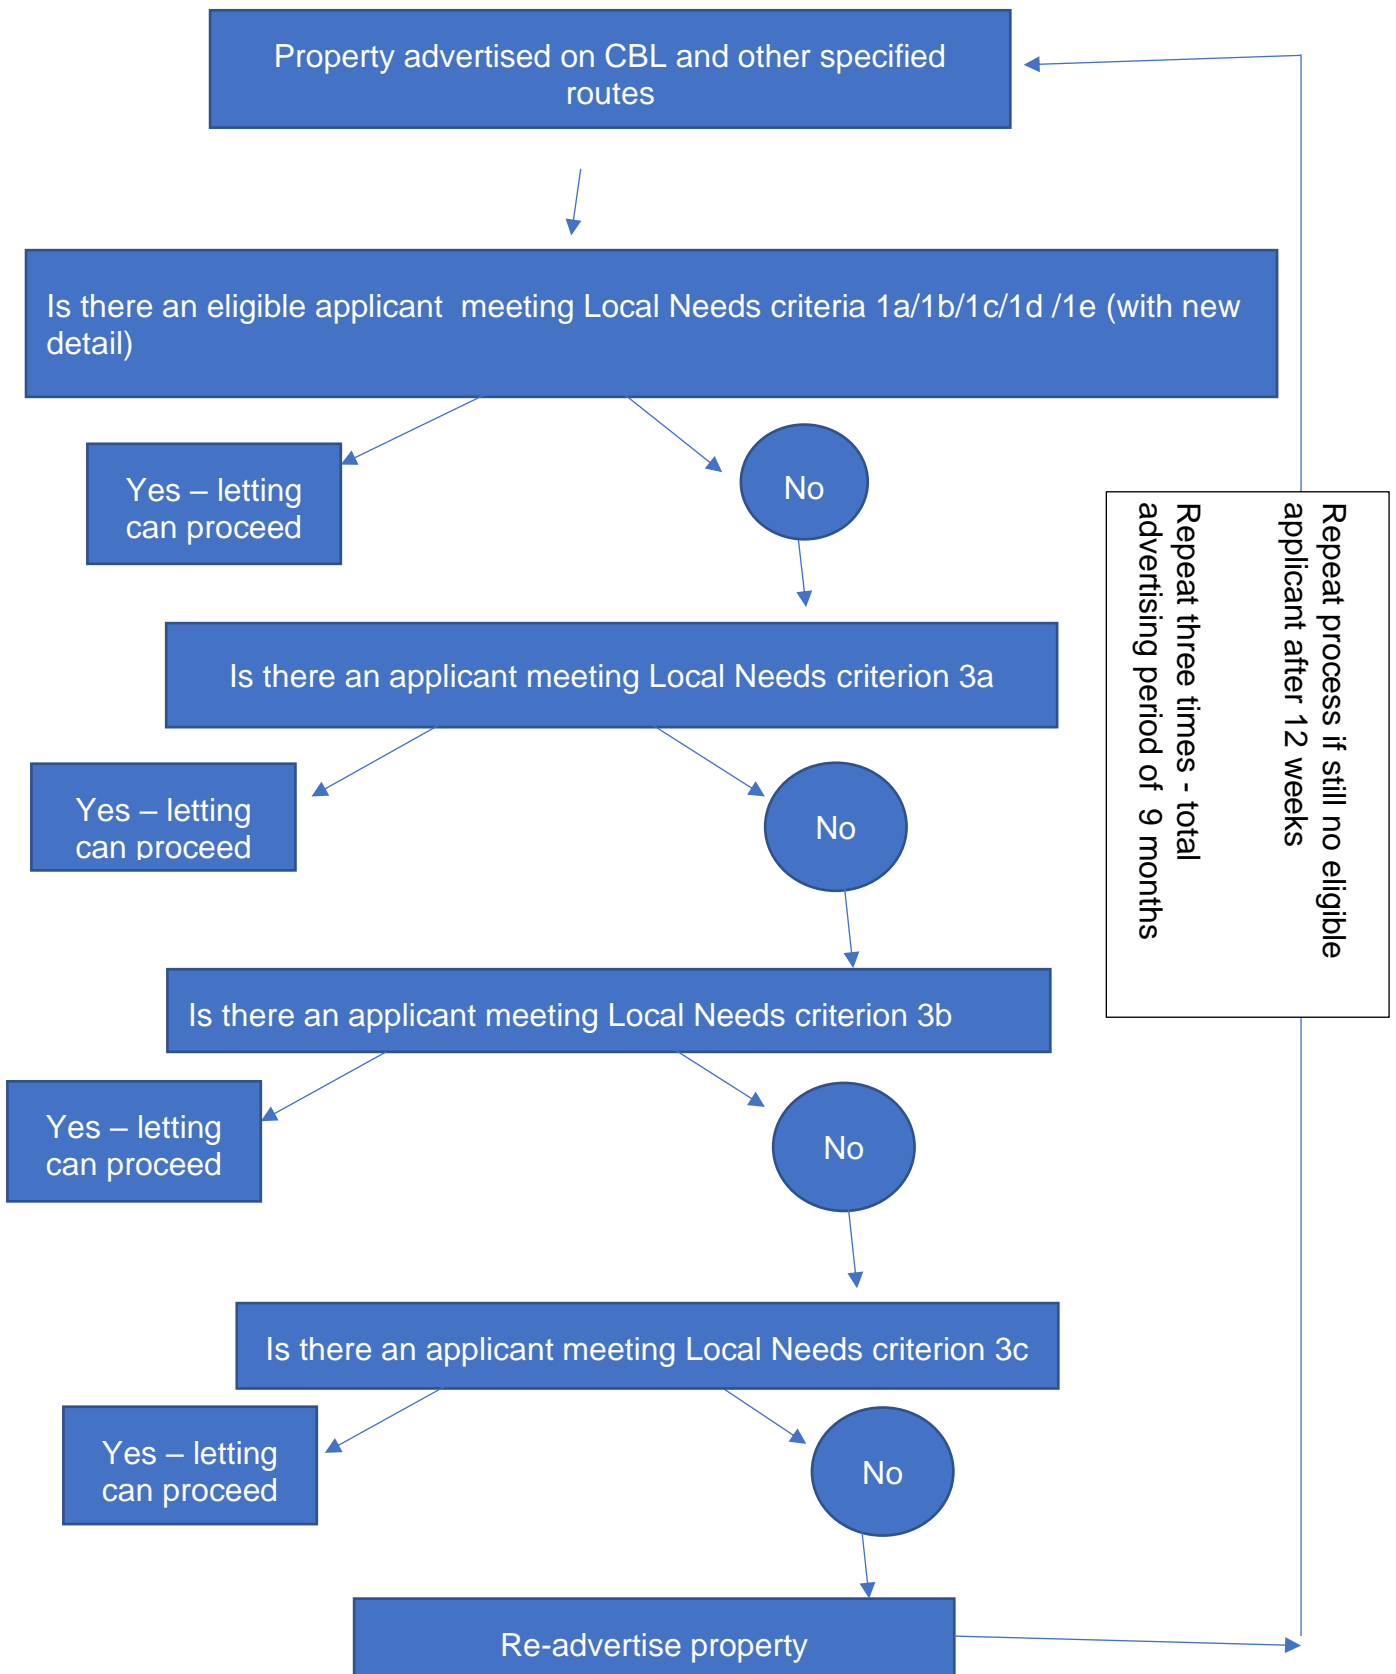 Property advertised on CBL and other specified
routes
Is there an eligible applicant  meeting Local Needs criteria 1a/1b/1c/1d /1e (with new
detail)
Yes – letting
can proceed
No
Is there an applicant meeting Local Needs criterion 3a
Yes – letting
can proceed
No
Is there an applicant meeting Local Needs criterion 3b
Yes – letting
can proceed
No
Is there an applicant meeting Local Needs criterion 3c
Yes – letting
can proceed
No
Re-advertise property
Repeat process if still no eligible
applicant after 12 weeks
Repeat three times - total
advertising period of  9 months